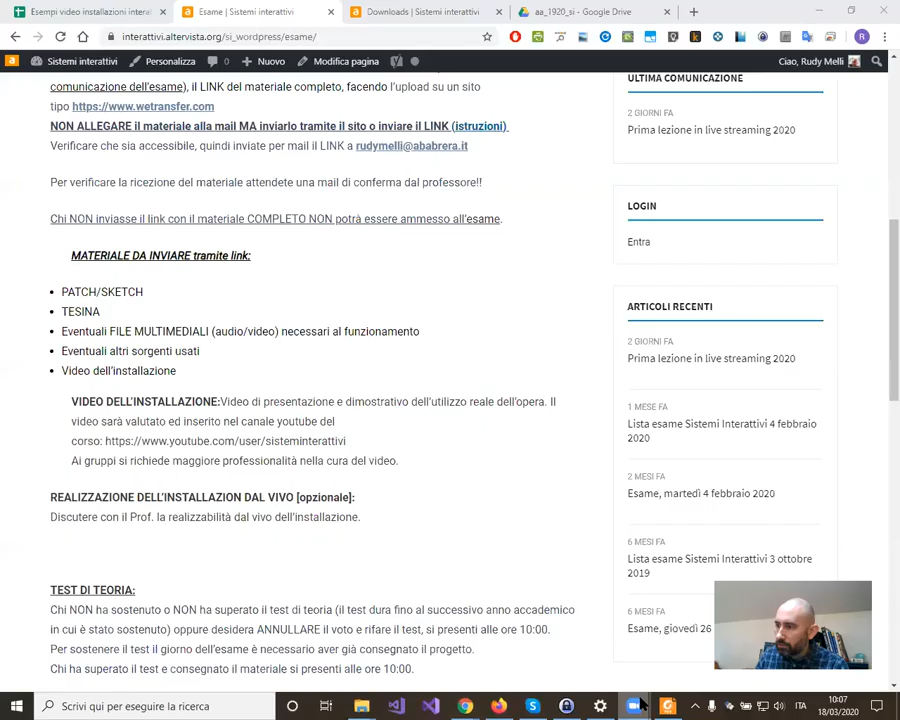 Esempi video installazioni interat
Esame | Sistemi interattivi
Downloads | Sistemi interattivi
aa_1920_si - Google Drive
interattivi.altervista.org/si_wordpress/esame/
Sistemi interattivi
Personalizza
0
Nuovo
Modifica pagina
Ciao, Rudy Melli
comunicazione dell'esame), il LINK del materiale completo, facendo l'upload su un sito
tipo https://www.wetransfer.com
NON ALLEGARE il materiale alla mail MA inviarlo tramite il sito o inviare il LINK (istruzioni)
Verificare che sia accessibile, quindi inviate per mail il LINK a rudymelli@ababrera.it
Per verificare la ricezione del materiale attendete una mail di conferma dal professore!!
Chi NON inviasse il link con il materiale COMPLETO NON potrà essere ammesso all'esame.
MATERIALE DA INVIARE tramite link:
PATCH/SKETCH
TESINA
Eventuali FILE MULTIMEDIALI (audio/video) necessari al funzionamento
Eventuali altri sorgenti usati
Video dell'installazione
VIDEO DELL'INSTALLAZIONE:Video di presentazione e dimostrativo dell'utilizzo reale dell'opera. Il
video sarà valutato ed inserito nel canale youtube del
corso: https://www.youtube.com/user/sisteminterattivi
Ai gruppi si richiede maggiore professionalità nella cura del video.
REALIZZAZIONE DELL'INSTALLAZION DAL VIVO [opzionale]:
Discutere con il Prof. la realizzabilità dal vivo dell'installazione.
TEST DI TEORIA:
Chi NON ha sostenuto o NON ha superato il test di teoria (il test dura fino al successivo anno accademico
in cui è stato sostenuto) oppure desidera ANNULLARE il voto e rifare il test, si presenti alle ore 10:00.
Per sostenere il test il giorno dell'esame è necessario aver già consegnato il progetto.
Chi ha superato il test e consegnato il materiale si presenti alle ore 10:00.
ULTIMA COMUNICAZIONE
2 GIORNI FA
Prima lezione in live streaming 2020
LOGIN
Entra
ARTICOLI RECENTI
2 GIORNI FA
Prima lezione in live streaming 2020
1 MESE FA
Lista esame Sistemi Interattivi 4 febbraio
2020
2 MESI FA
Esame, martedì 4 febbraio 2020
6 MESI FA
Lista esame Sistemi Interattivi 3 ottobre
2019
6 MESI FA
Esame, giovedì 26
Scrivi qui per eseguire la ricerca
ITA
10:07
18/03/2020